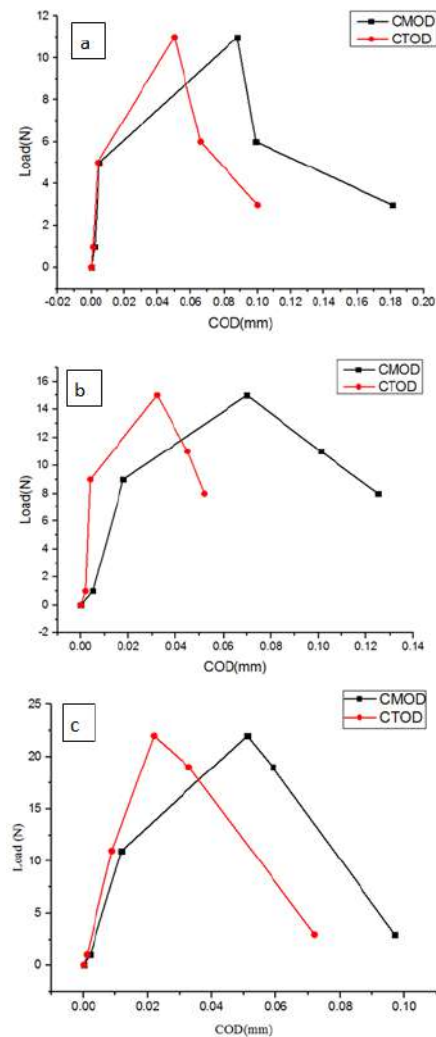 a
CMOD
CTOD
12
10
8
6
4
2
0
Load(N)
-0.02 0.00 0.02 0.04 0.06 0.08 0.10 0.12 0.14 0.16 0.18 0.20
COD(mm)
b
CMOD
CTOD
16
14
12
10
8
6
4
2
0
-2
Load(N)
0.00 0.02 0.04 0.06 0.08 0.10 0.12 0.14
COD(mm)
c
CMOD
CTOD
25
20
15
10
5
0
Load (N)
0.00 0.02 0.04 0.06 0.08 0.10
COD(mm)